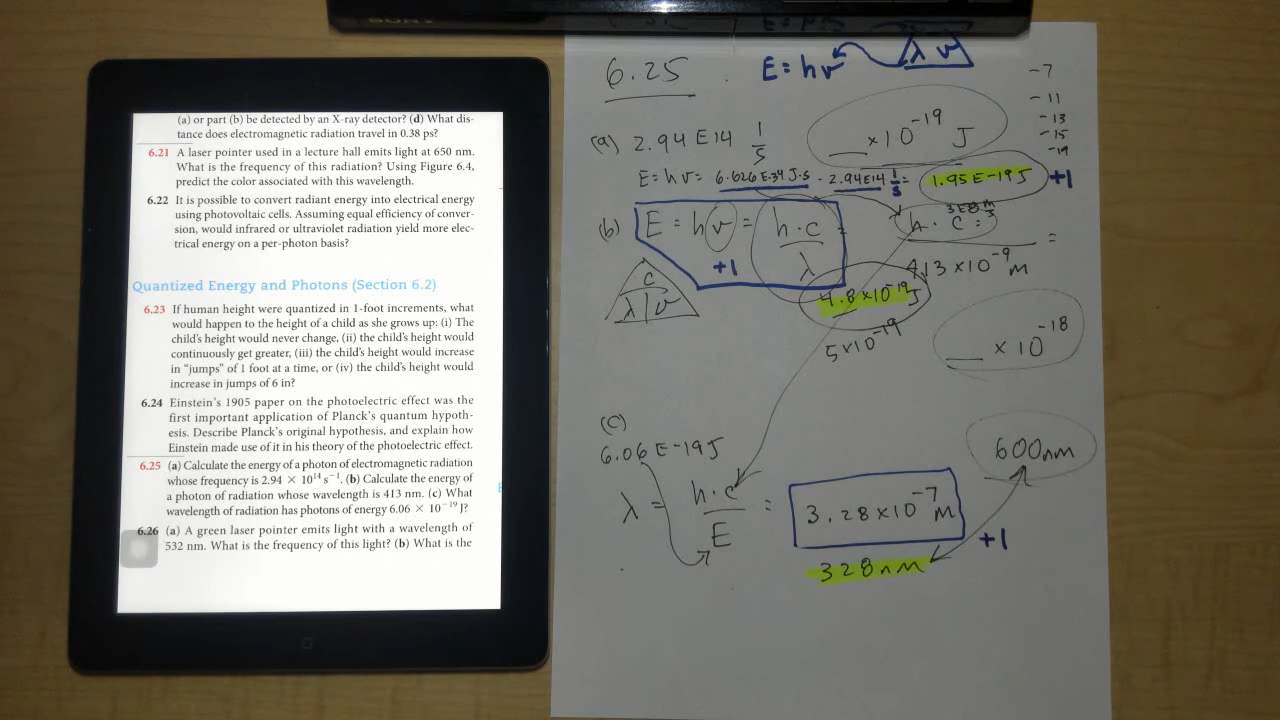 SONY
(a) or part (b) be detected by an X-ray detector? (d) What dis-
tance does electromagnetic radiation travel in 0.38 ps?
6.21 A laser pointer used in a lecture hall emits light at 650 nm.
What is the frequency of this radiation? Using Figure 6.4,
predict the color associated with this wavelength.
6.22 It is possible to convert radiant energy into electrical energy
using photovoltaic cells. Assuming equal efficiency of conver-
sion, would infrared or ultraviolet radiation yield more elec-
trical energy on a per-photon basis?
Quantized Energy and Photons (Section 6.2)
6.23 If human height were quantized in 1-foot increments, what
would happen to the height of a child as she grows up: (i) The
child's height would never change, (ii) the child's height would
continuously get greater, (iii) the child's height would increase
in "jumps" of 1 foot at a time, or (iv) the child's height would
increase in jumps of 6 in?
6.24 Einstein's 1905 paper on the photoelectric effect was the
first important application of Planck's quantum hypoth-
esis. Describe Planck's original hypothesis, and explain how
Einstein made use of it in his theory of the photoelectric effect.
6.25 (a) Calculate the energy of a photon of electromagnetic radiation
whose frequency is 2.94 × 10¹⁴ s⁻¹. (b) Calculate the energy of
a photon of radiation whose wavelength is 413 nm. (c) What
wavelength of radiation has photons of energy 6.06 × 10⁻¹⁹ J?
6.26 (a) A green laser pointer emits light with a wavelength of
532 nm. What is the frequency of this light? (b) What is the
6.25
E = hν
λ ν
-7
-11
-13
-15
-19
(a) 2.94 E14 1/s
__ × 10⁻¹⁹ J
E = hν = 6.626 E-34 J·s · 2.94E14 1/s = 1.95 E-19 J +1
(b) E = hν = h·c/λ =
+1
3E8 m/s
h · c =
413 × 10⁻⁹ m
=
c
λ | ν
4.8 × 10⁻¹⁹ J
5 × 10⁻¹⁹
__ × 10⁻¹⁸
(c)
6.06 E-19 J
600nm
λ = h·c/E = 3.28 × 10⁻⁷ m
+1
328nm